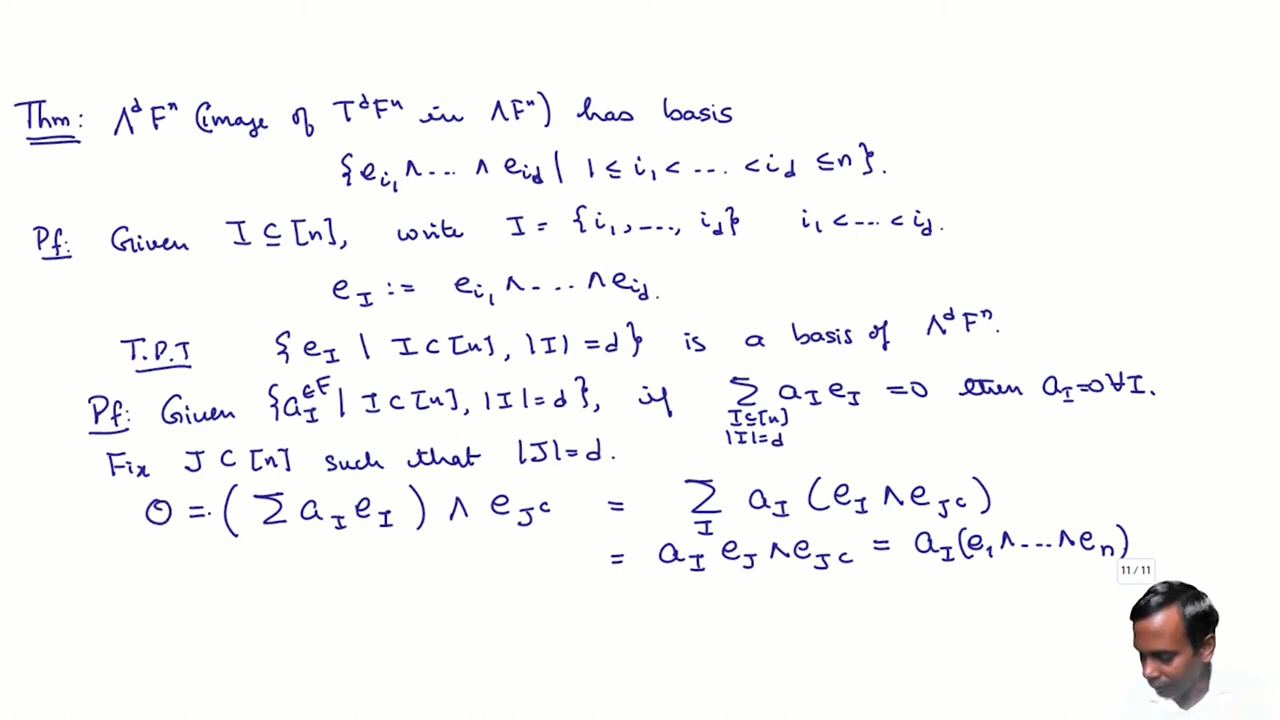 Thm: Λ^d F^n (image of T^d F^n in ΛF^n) has basis
{e_{i_1} ∧ ... ∧ e_{i_d} | 1 ≤ i_1 < ... < i_d ≤ n}.
Pf: Given I ⊆ [n], write I = {i_1, ..., i_d} i_1 < ... < i_d.
e_I := e_{i_1} ∧ ... ∧ e_{i_d}.
T.P.T {e_I | I ⊂ [n], |I| = d} is a basis of Λ^d F^n.
Pf: Given {a_I^{∈F} | I ⊂ [n], |I| = d}, if ∑_{I⊆[n] |I|=d} a_I e_I = 0 then a_I = 0 ∀ I.
Fix J ⊂ [n] such that |J| = d.
0 = (∑ a_I e_I) ∧ e_{J^c} = ∑_I a_I (e_I ∧ e_{J^c})
= a_I e_J ∧ e_{J^c} = a_I (e_1 ∧ ... ∧ e_n)
11 / 11